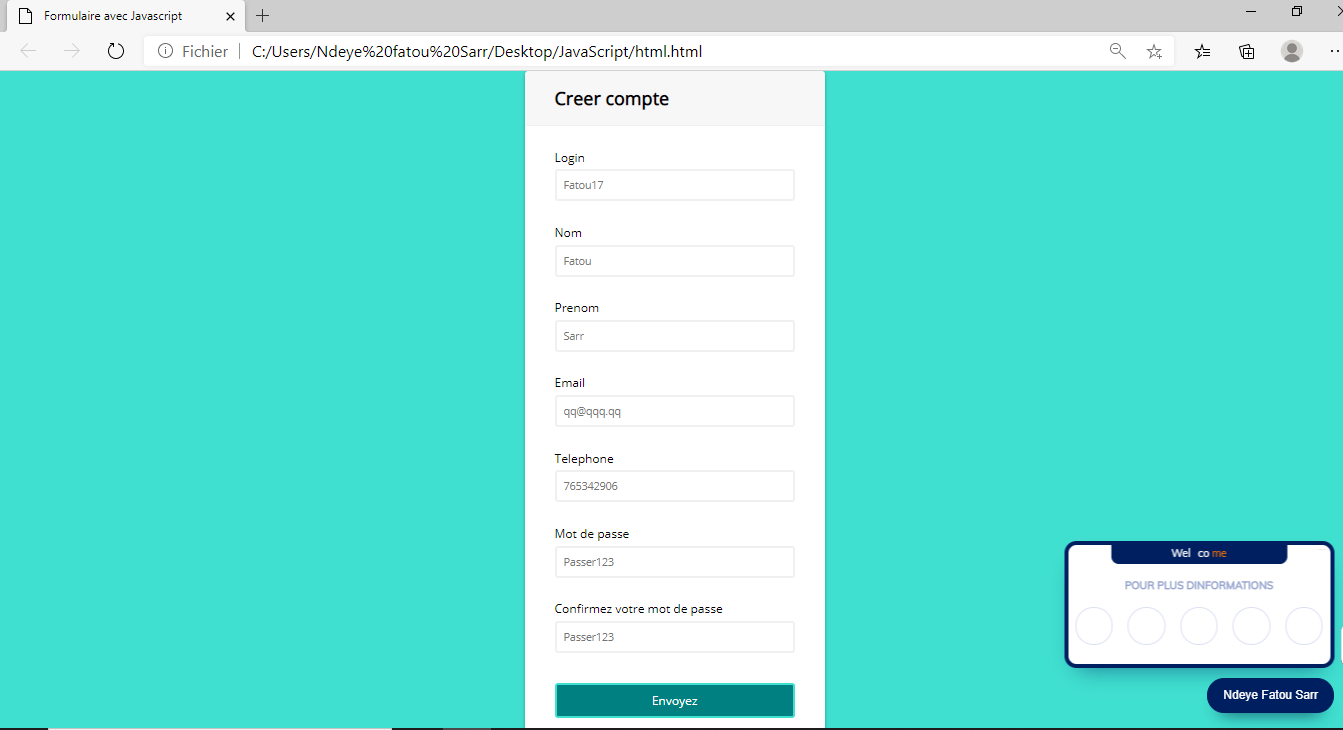 Formulaire avec Javascript
Fichier C:/Users/Ndeye%20fatou%20Sarr/Desktop/JavaScript/html.html
Creer compte
Login
Fatou17
Nom
Fatou
Prenom
Sarr
Email
qq@qqq.qq
Telephone
765342906
Mot de passe
Passer123
Confirmez votre mot de passe
Passer123
Envoyez
Wel co me
POUR PLUS DINFORMATIONS
Ndeye Fatou Sarr